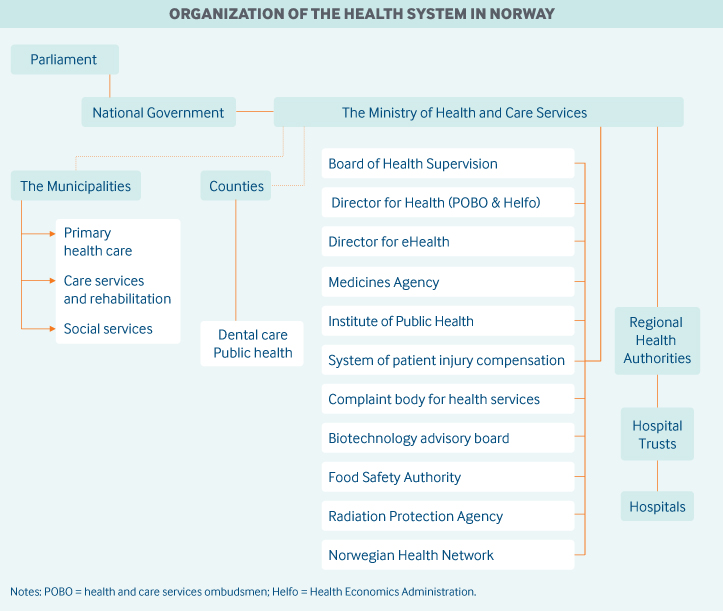 ORGANIZATION OF THE HEALTH SYSTEM IN NORWAY
Parliament
National Government
The Ministry of Health and Care Services
The Municipalities
Primary
health care
Care services
and rehabilitation
Social services
Counties
Dental care
Public health
Board of Health Supervision
Director for Health (POBO & Helfo)
Director for eHealth
Medicines Agency
Institute of Public Health
System of patient injury compensation
Complaint body for health services
Biotechnology advisory board
Food Safety Authority
Radiation Protection Agency
Norwegian Health Network
Regional
Health
Authorities
Hospital
Trusts
Hospitals
Notes: POBO = health and care services ombudsmen; Helfo = Health Economics Administration.